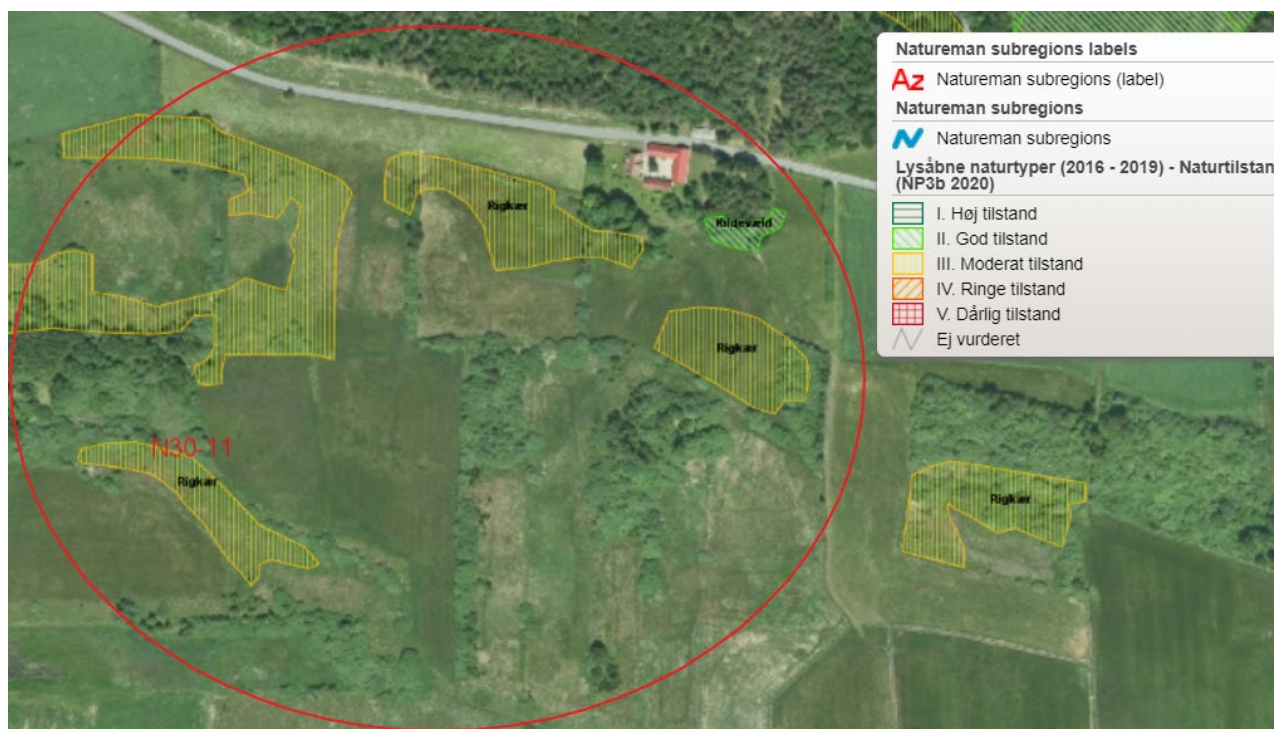 Natureman subregions labels
Az Natureman subregions (label)
Natureman subregions
Natureman subregions
Lysåbne naturtyper (2016 - 2019) - Naturtilstan
(NP3b 2020)
I. Høj tilstand
II. God tilstand
III. Moderat tilstand
IV. Ringe tilstand
V. Dårlig tilstand
Ej vurderet
Rigkær
Kildevæld
Rigkær
N30-11
Rigkær
Rigkær